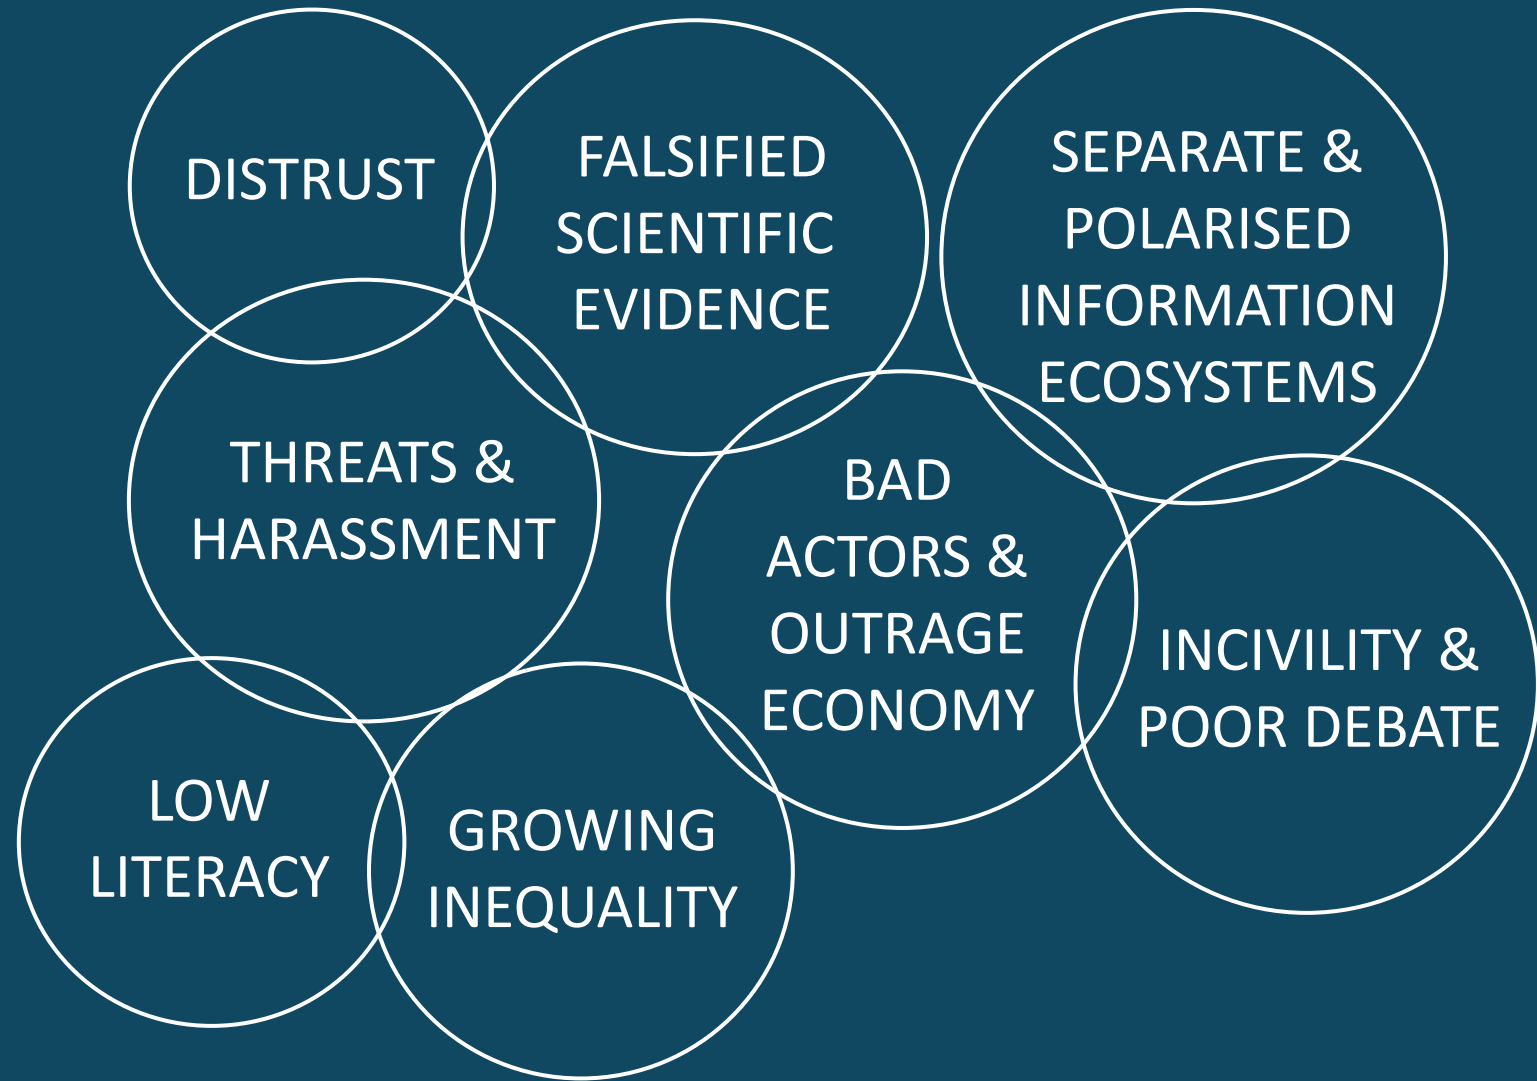 DISTRUST
FALSIFIED
SCIENTIFIC
EVIDENCE
SEPARATE &
POLARISED
INFORMATION
ECOSYSTEMS
THREATS &
HARASSMENT
BAD
ACTORS &
OUTRAGE
ECONOMY
INCIVILITY &
POOR DEBATE
LOW
LITERACY
GROWING
INEQUALITY